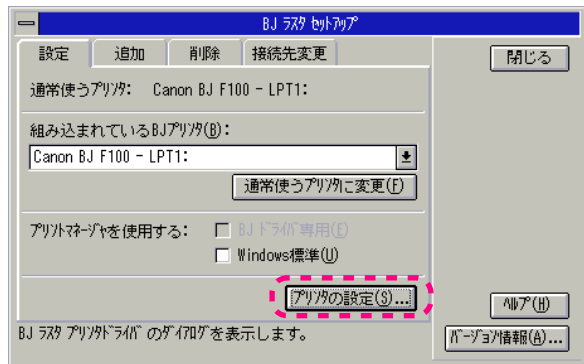 BJ ﾗｽﾀ ｾｯﾄｱｯﾌﾟ
設定 追加 削除 接続先変更
閉じる
通常使うﾌﾟﾘﾝﾀ: Canon BJ F100 - LPT1:
組み込まれているBJﾌﾟﾘﾝﾀ(B):
Canon BJ F100 - LPT1:
通常使うﾌﾟﾘﾝﾀに変更(F)
ﾌﾟﾘﾝﾄﾏﾈｰｼﾞｬを使用する: BJ ﾄﾞﾗｲﾊﾞ専用(E)
Windows標準(U)
ﾌﾟﾘﾝﾀの設定(S)...
ﾍﾙﾌﾟ(H)
BJ ﾗｽﾀ ﾌﾟﾘﾝﾀﾄﾞﾗｲﾊﾞ のﾀﾞｲｱﾛｸﾞを表示します。
ﾊﾞｰｼﾞｮﾝ情報(A)...